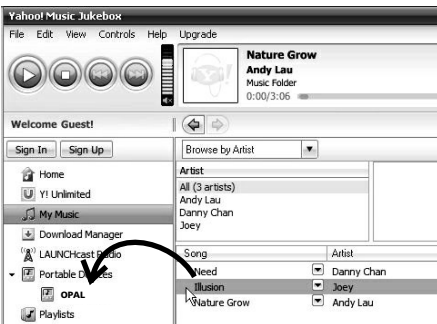 Yahoo! Music Jukebox
File Edit View Controls Help Upgrade
Nature Grow
Andy Lau
Music Folder
0:00/3:06
Welcome Guest!
Sign In Sign Up
Browse by Artist
Home
Y! Unlimited
My Music
Download Manager
LAUNCHcast Radio
Portable Devices
OPAL
Playlists
Artist
All (3 artists)
Andy Lau
Danny Chan
Joey
Song Artist
Need Danny Chan
Illusion Joey
Nature Grow Andy Lau